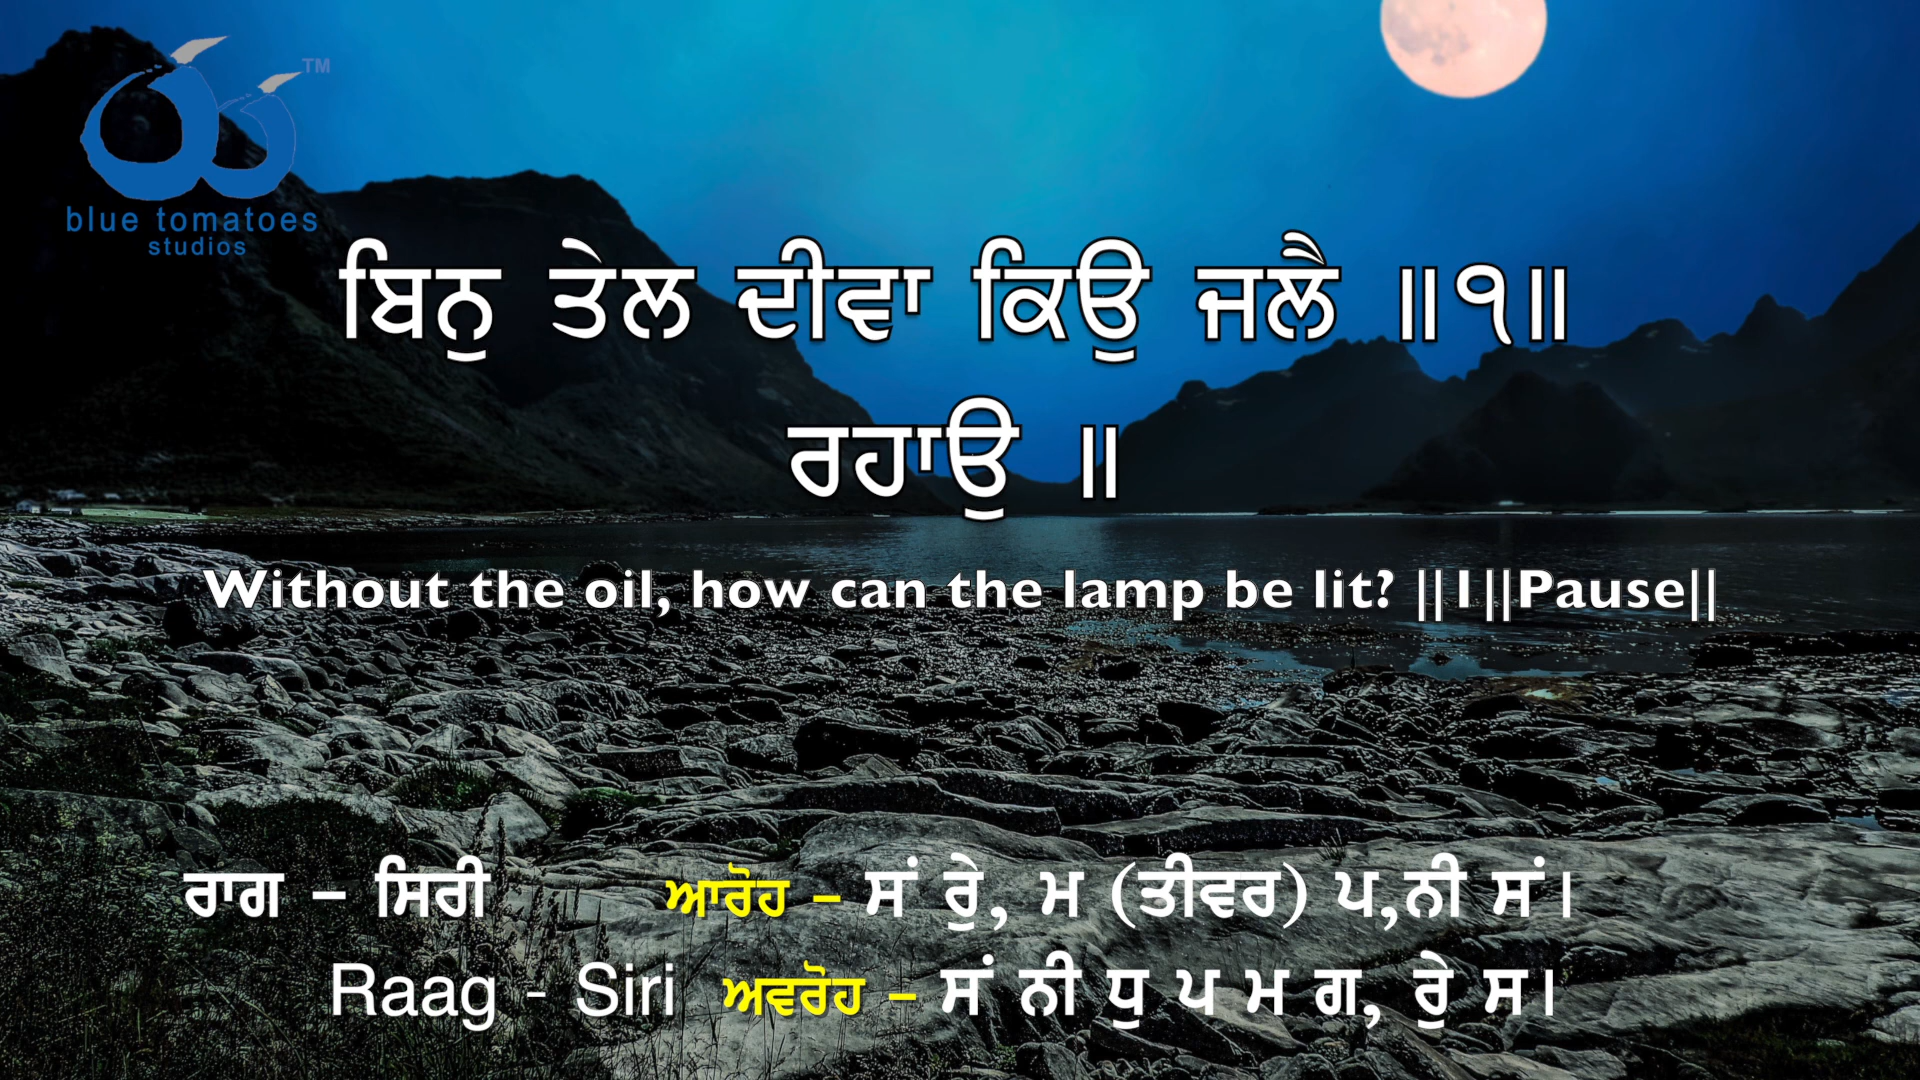 TM
blue tomatoes
studios
ਬਿਨੁ ਤੇਲ ਦੀਵਾ ਕਿਉ ਜਲੈ ॥੧॥
ਰਹਾਉ ॥
Without the oil, how can the lamp be lit? ||1||Pause||
ਰਾਗ – ਸਿਰੀ ਆਰੋਹ – ਸਂ ਰੇੁ, ਮ (ਤੀਵਰ) ਪ,ਨੀ ਸਂ।
Raag - Siri ਅਵਰੋਹ – ਸਂ ਨੀ ਧੁ ਪ ਮ ਗ, ਰੇੁ ਸ।